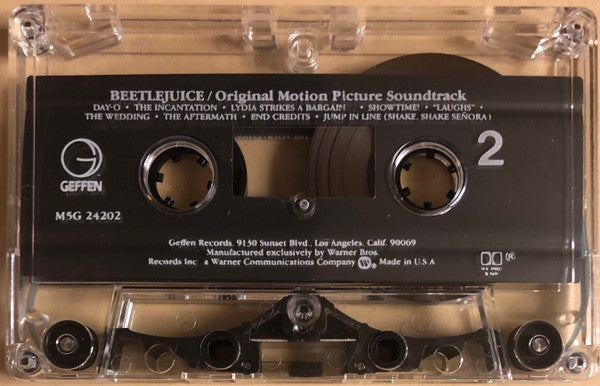 BEETLEJUICE / Original Motion Picture Soundtrack
DAY-O • THE INCANTATION • LYDIA STRIKES A BARGAIN... • SHOWTIME! • "LAUGHS" •
THE WEDDING • THE AFTERMATH • END CREDITS • JUMP IN LINE (SHAKE, SHAKE SEÑORA)
G
GEFFEN
2
M5G 24202
Geffen Records, 9130 Sunset Blvd., Los Angeles, Calif. 90069
Manufactured exclusively by Warner Bros.
Records Inc., a Warner Communications Company W® Made in U.S.A.